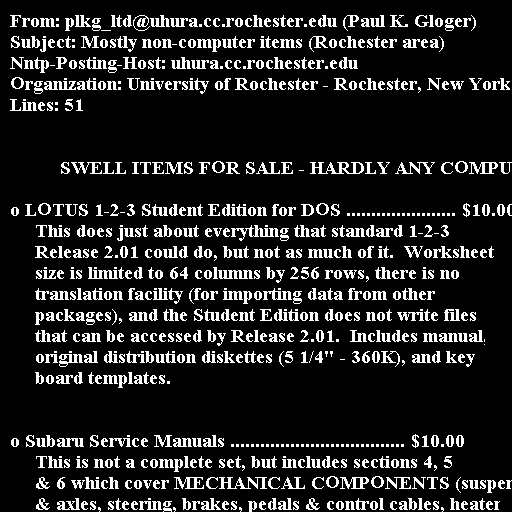 From: plkg_ltd@uhura.cc.rochester.edu (Paul K. Gloger)
Subject: Mostly non-computer items (Rochester area)
Nntp-Posting-Host: uhura.cc.rochester.edu
Organization: University of Rochester - Rochester, New York
Lines: 51
SWELL ITEMS FOR SALE - HARDLY ANY COMPU
o LOTUS 1-2-3 Student Edition for DOS ...................... $10.00
This does just about everything that standard 1-2-3
Release 2.01 could do, but not as much of it.  Worksheet
size is limited to 64 columns by 256 rows, there is no
translation facility (for importing data from other
packages), and the Student Edition does not write files
that can be accessed by Release 2.01.  Includes manual,
original distribution diskettes (5 1/4" - 360K), and key
board templates.
o Subaru Service Manuals ................................... $10.00
This is not a complete set, but includes sections 4, 5
& 6 which cover MECHANICAL COMPONENTS (suspen
& axles, steering, brakes, pedals & control cables, heater